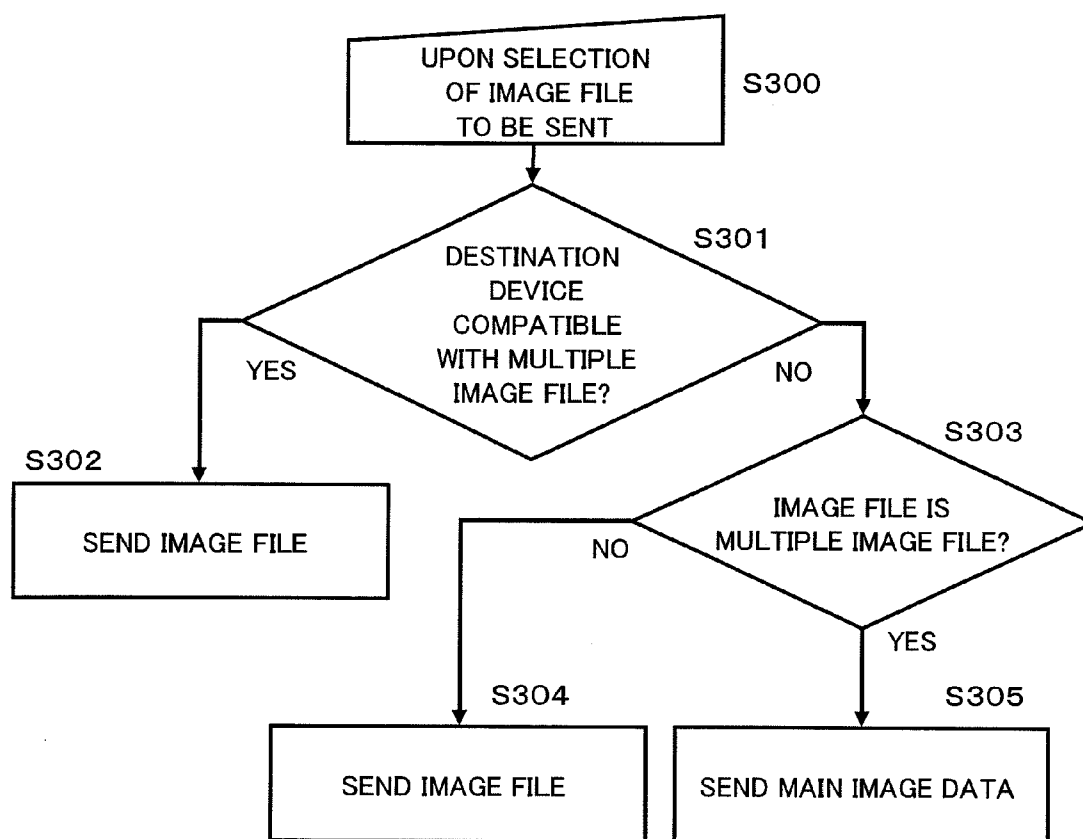 UPON SELECTION
OF IMAGE FILE
TO BE SENT
S300
S301
DESTINATION
DEVICE
COMPATIBLE
WITH MULTIPLE
IMAGE FILE?
YES
NO
S302
SEND IMAGE FILE
S303
IMAGE FILE IS
MULTIPLE IMAGE FILE?
NO
YES
S304
SEND IMAGE FILE
S305
SEND MAIN IMAGE DATA